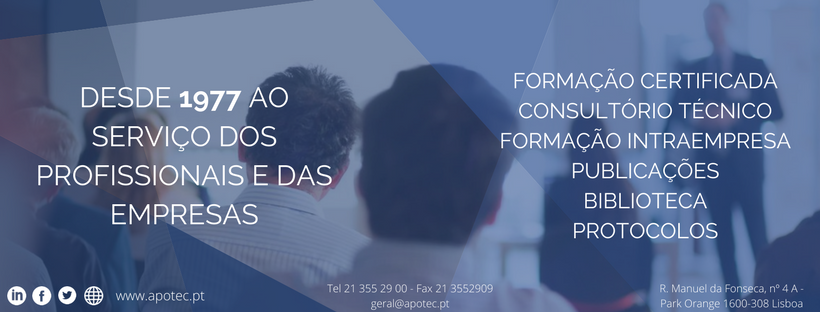 DESDE 1977 AO
SERVIÇO DOS
PROFISSIONAIS E DAS
EMPRESAS
FORMAÇÃO CERTIFICADA
CONSULTÓRIO TÉCNICO
FORMAÇÃO INTRAEMPRESA
PUBLICAÇÕES
BIBLIOTECA
PROTOCOLOS
www.apotec.pt
Tel 21 355 29 00 - Fax 21 3552909
geral@apotec.pt
R. Manuel da Fonseca, nº 4 A -
Park Orange 1600-308 Lisboa